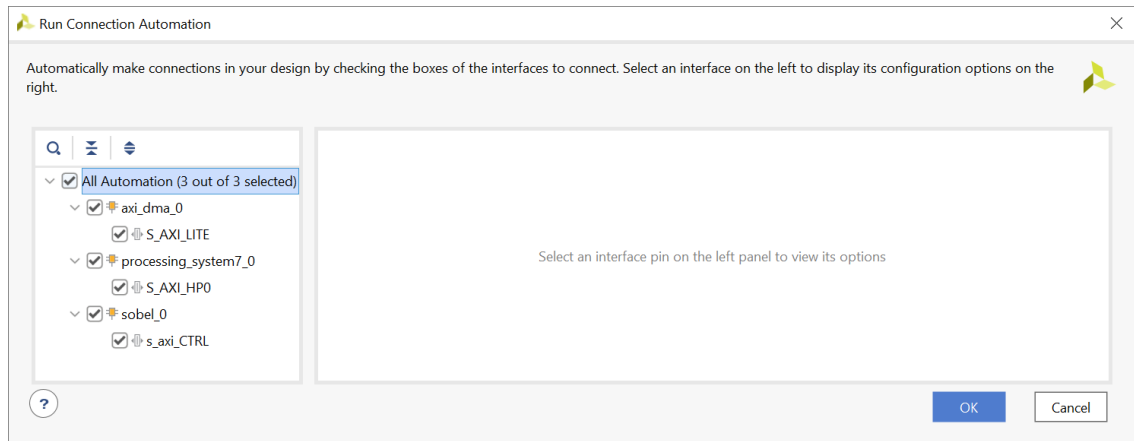 Run Connection Automation
Automatically make connections in your design by checking the boxes of the interfaces to connect. Select an interface on the left to display its configuration options on the
right.
All Automation (3 out of 3 selected)
axi_dma_0
S_AXI_LITE
processing_system7_0
S_AXI_HP0
sobel_0
s_axi_CTRL
Select an interface pin on the left panel to view its options
?
OK
Cancel